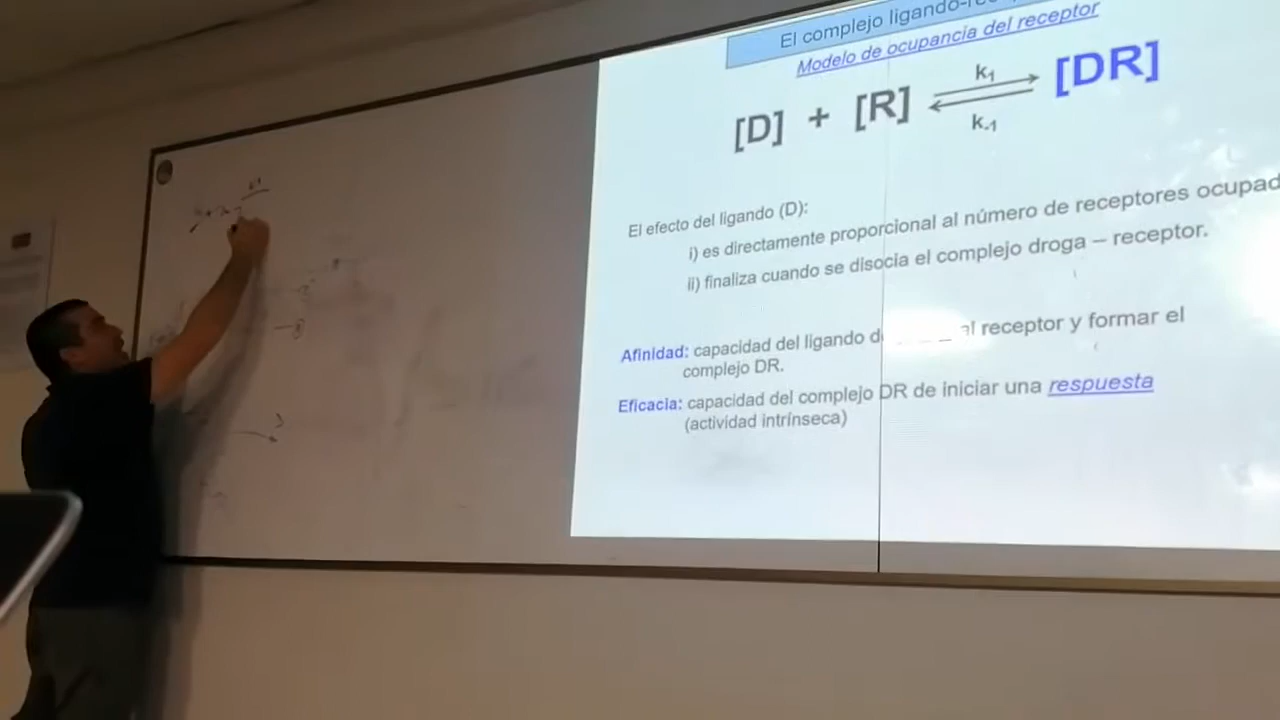 El complejo
Modelo de ocupancia del receptor
[D] + [R] k1 k-1 [DR]
El efecto del ligando (D):
i) es directamente proporcional al número de receptores
ii) finaliza cuando se disocia el complejo droga – receptor.
Afinidad: capacidad del ligando al receptor y formar el
complejo DR.
Eficacia: capacidad del complejo DR de iniciar una respuesta
(actividad intrínseca)